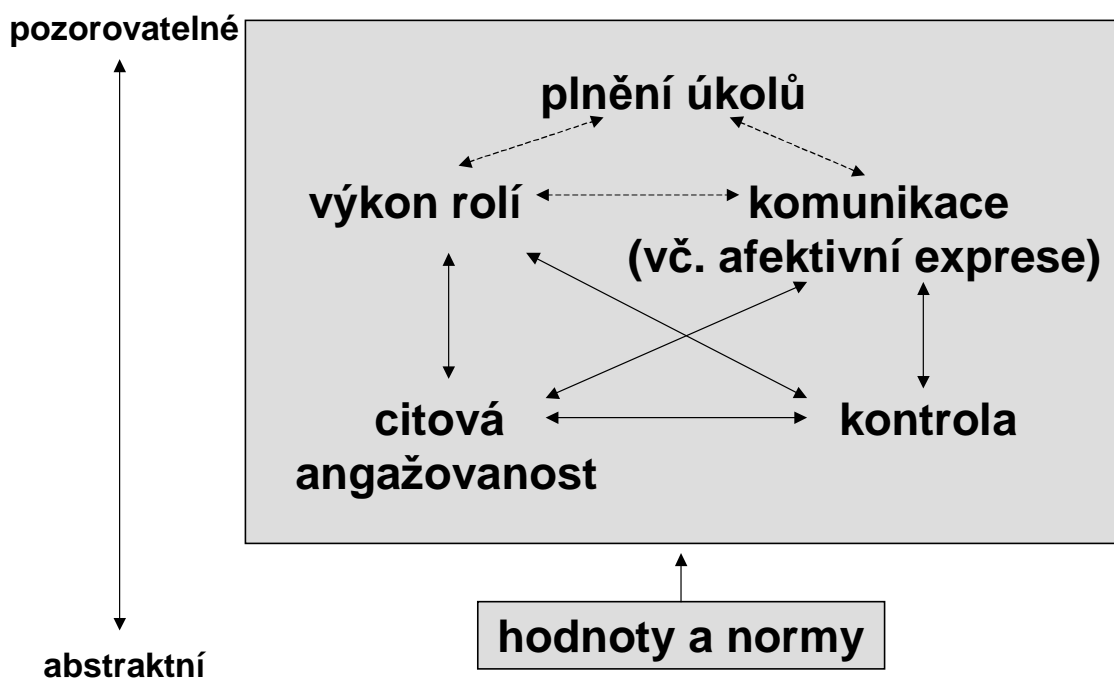 pozorovatelné
plnění úkolů
výkon rolí
komunikace
(vč. afektivní exprese)
citová
angažovanost
kontrola
hodnoty a normy
abstraktní